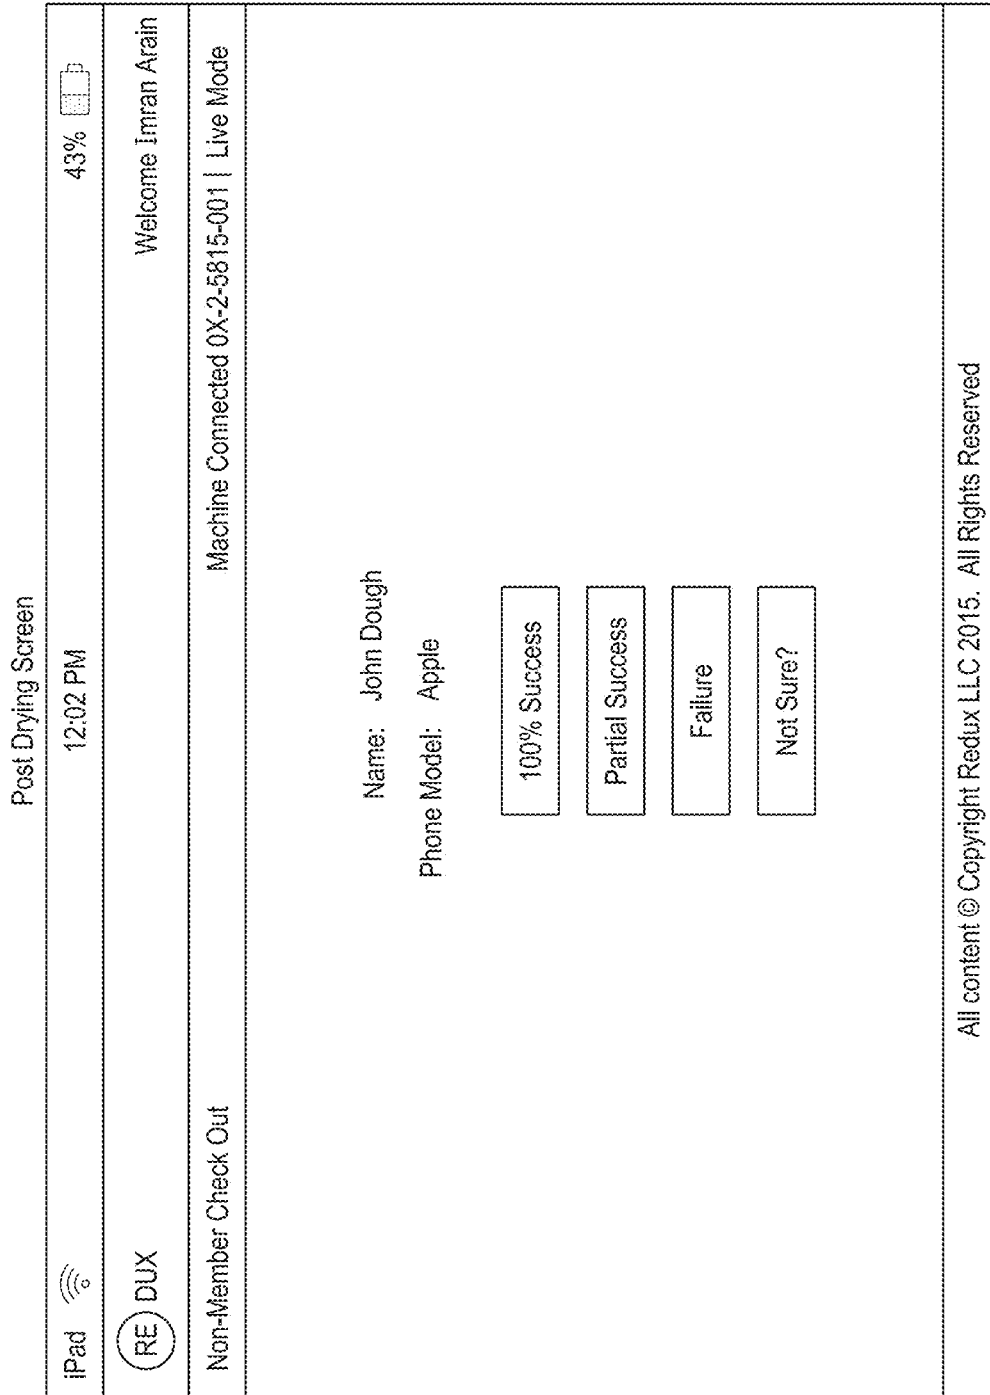 Post Drying Screen
iPad 12:02 PM 43%
REDUX Welcome Imran Arain
Non-Member Check Out Machine Connected 0X-2-5815-001 | Live Mode
Name: John Dough
Phone Model: Apple
100% Success
Partial Success
Failure
Not Sure?
All content © Copyright Redux LLC 2015. All Rights Reserved